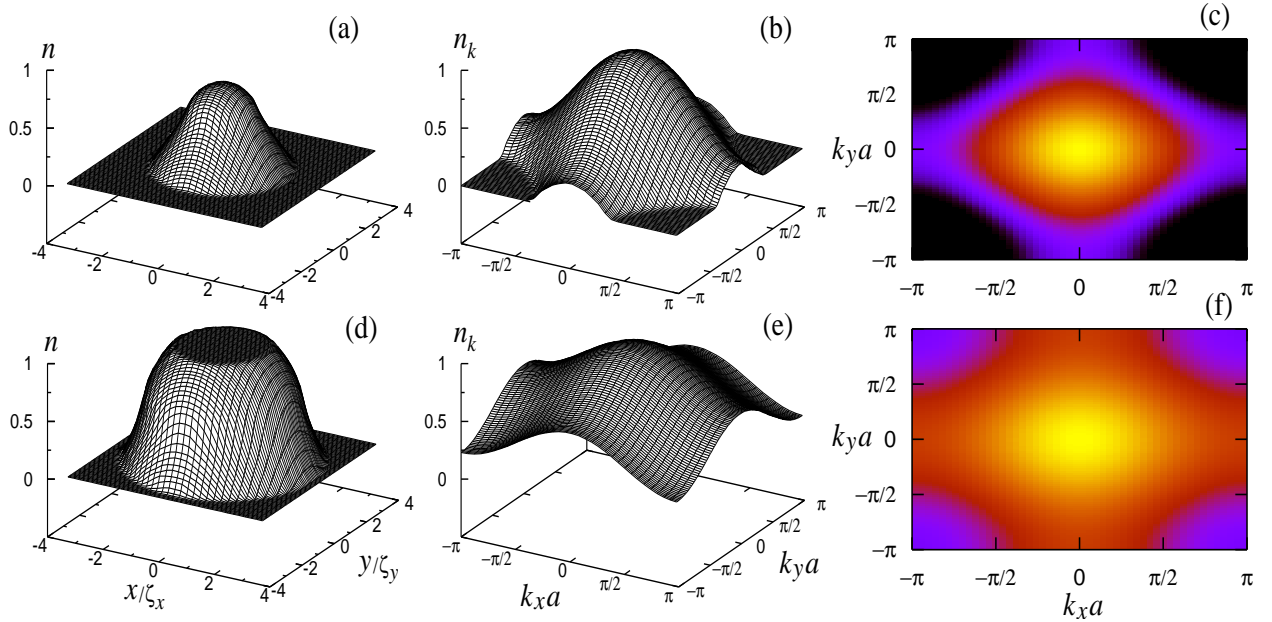 (a)
n
1
0.5
0
-4
-2
0
2
4
-4
-2
0
2
4
(b)
n_k
1
0.5
0
−π
−π/2
0
π/2
π
−π
−π/2
0
π/2
π
(c)
π
π/2
k_y a 0
−π/2
−π
−π −π/2 0 π/2 π
(d)
n
1
0.5
0
-4
-2
0
2
4
-4
-2
0
2
4
x/ζ_x
y/ζ_y
(e)
n_k
1
0.5
0
−π
−π/2
0
π/2
π
−π
−π/2
0
π/2
π
k_x a
k_y a
(f)
π
π/2
k_y a 0
−π/2
−π
−π −π/2 0 π/2 π
k_x a